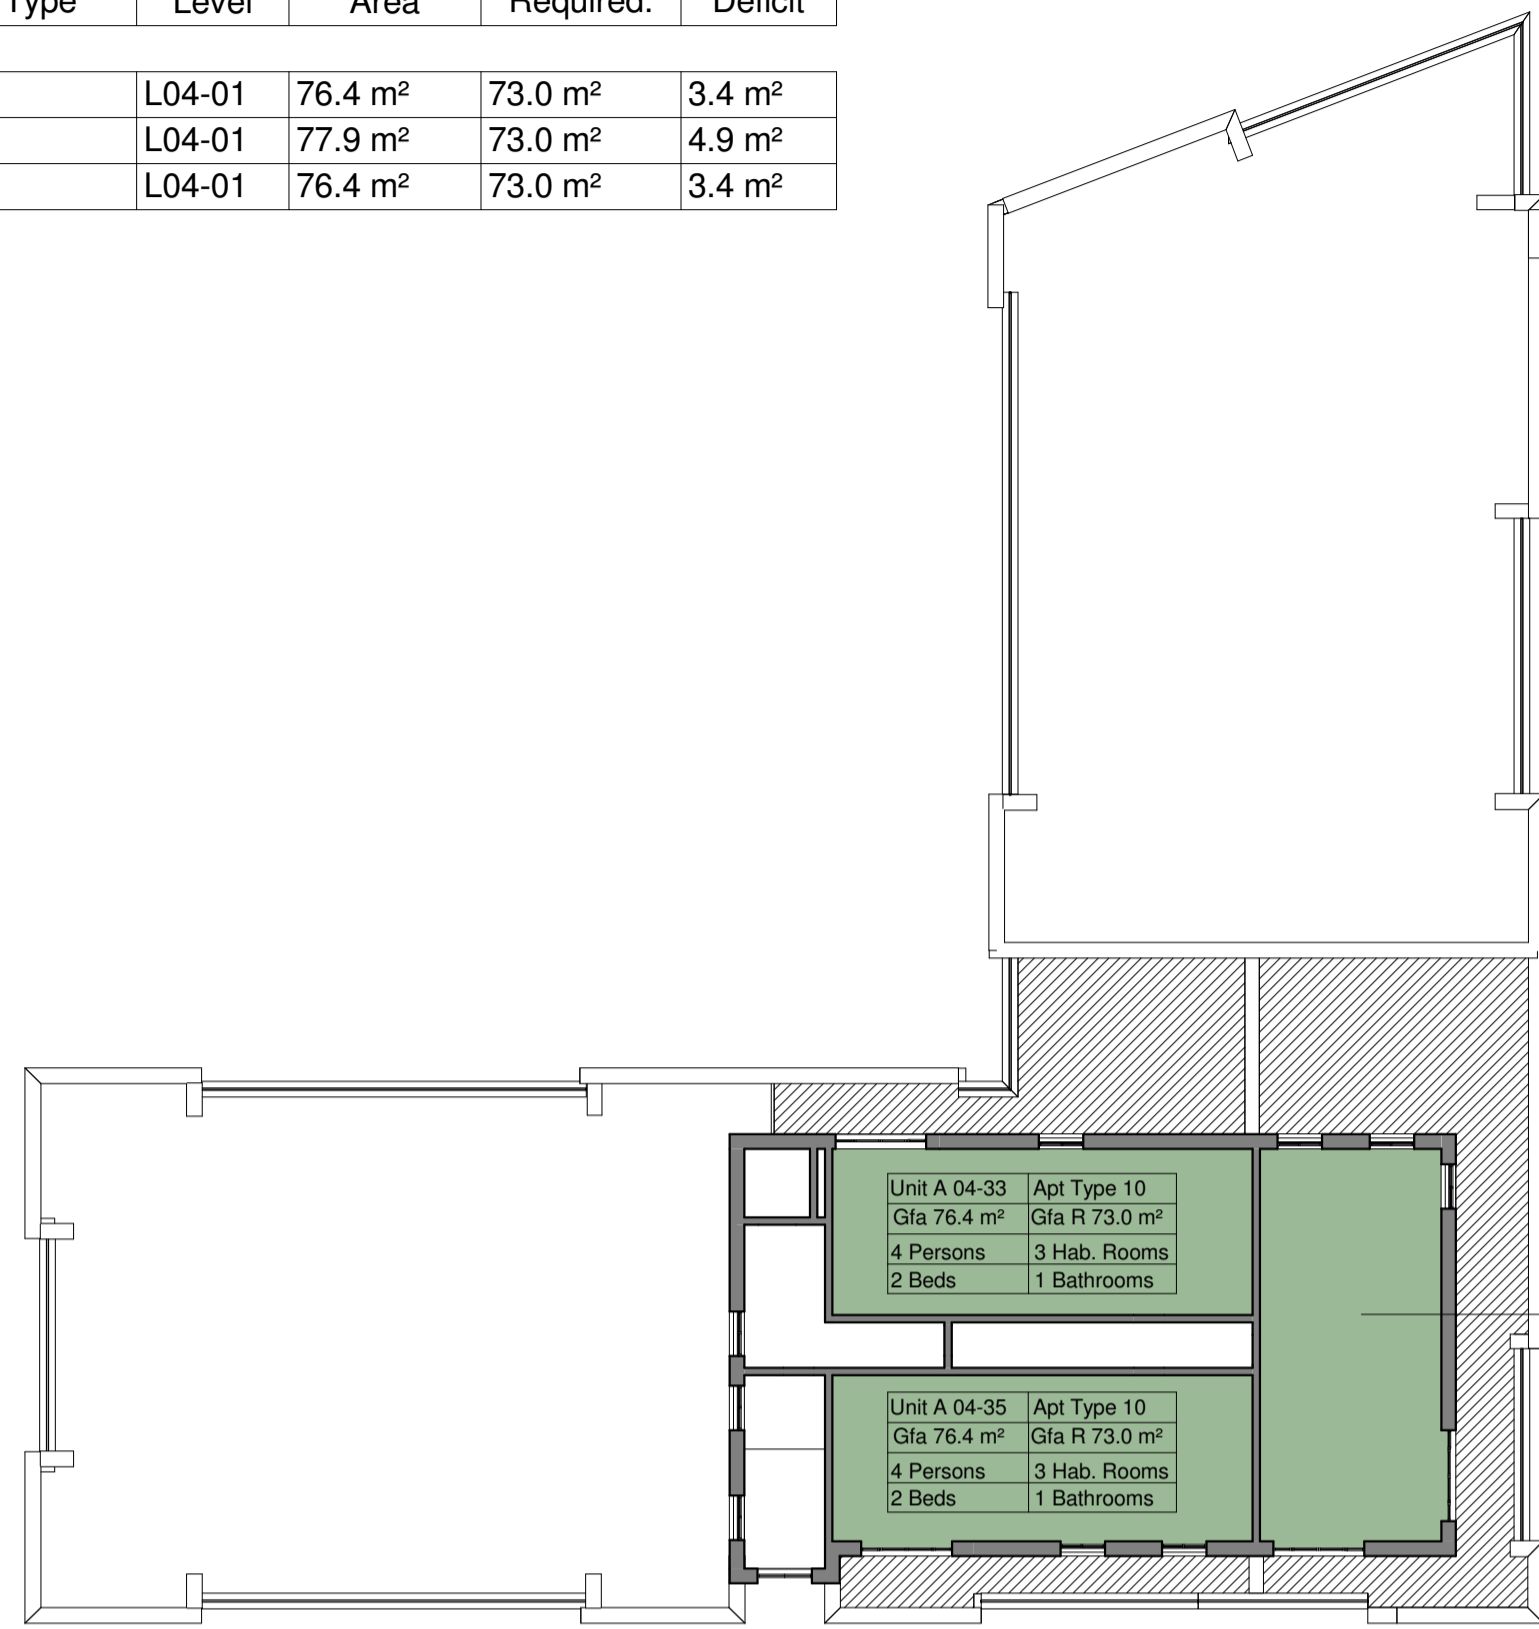 Type Level Area Required. Deficit
L04-01 76.4 m² 73.0 m² 3.4 m²
L04-01 77.9 m² 73.0 m² 4.9 m²
L04-01 76.4 m² 73.0 m² 3.4 m²
Unit A 04-33 Apt Type 10
Gfa 76.4 m² Gfa R 73.0 m²
4 Persons 3 Hab. Rooms
2 Beds 1 Bathrooms
Unit A 04-35 Apt Type 10
Gfa 76.4 m² Gfa R 73.0 m²
4 Persons 3 Hab. Rooms
2 Beds 1 Bathrooms